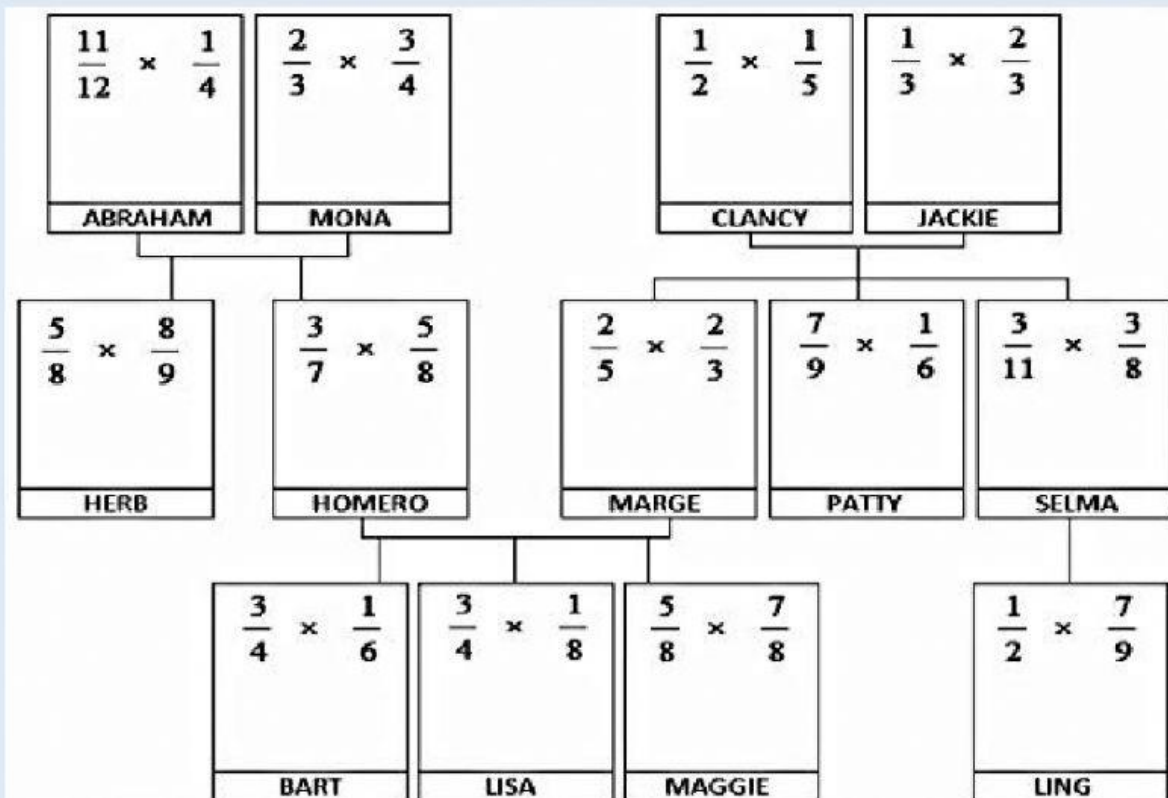 11/12 × 1/4
2/3 × 3/4
1/2 × 1/5
1/3 × 2/3
ABRAHAM
MONA
CLANCY
JACKIE
5/8 × 8/9
3/7 × 5/8
2/5 × 2/3
7/9 × 1/6
3/11 × 3/8
HERB
HOMERO
MARGE
PATTY
SELMA
3/4 × 1/6
3/4 × 1/8
5/8 × 7/8
1/2 × 7/9
BART
LISA
MAGGIE
LING